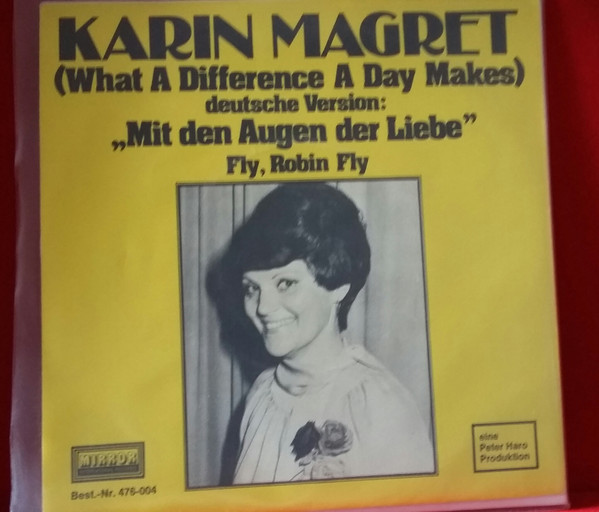 KARIN MAGRET
(What A Difference A Day Makes)
deutsche Version:
„Mit den Augen der Liebe”
Fly, Robin Fly
MIRROR
Best.-Nr. 476-004
eine
Peter Haro
Produktion